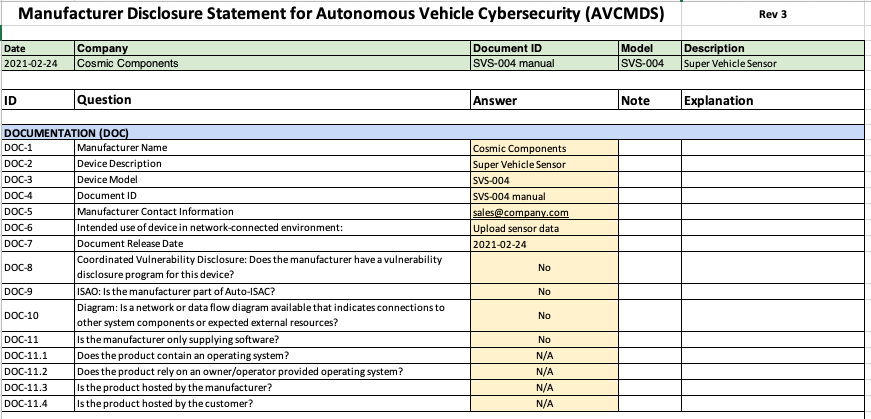 Manufacturer Disclosure Statement for Autonomous Vehicle Cybersecurity (AVCMDS) Rev 3
Date Company Document ID Model Description
2021-02-24 Cosmic Components SVS-004 manual SVS-004 Super Vehicle Sensor
ID Question Answer Note Explanation
DOCUMENTATION (DOC)
DOC-1 Manufacturer Name Cosmic Components
DOC-2 Device Description Super Vehicle Sensor
DOC-3 Device Model SVS-004
DOC-4 Document ID SVS-004 manual
DOC-5 Manufacturer Contact Information sales@company.com
DOC-6 Intended use of device in network-connected environment: Upload sensor data
DOC-7 Document Release Date 2021-02-24
DOC-8 Coordinated Vulnerability Disclosure: Does the manufacturer have a vulnerability
disclosure program for this device? No
DOC-9 ISAO: Is the manufacturer part of Auto-ISAC? No
DOC-10 Diagram: Is a network or data flow diagram available that indicates connections to
other system components or expected external resources? No
DOC-11 Is the manufacturer only supplying software? No
DOC-11.1 Does the product contain an operating system? N/A
DOC-11.2 Does the product rely on an owner/operator provided operating system? N/A
DOC-11.3 Is the product hosted by the manufacturer? N/A
DOC-11.4 Is the product hosted by the customer? N/A